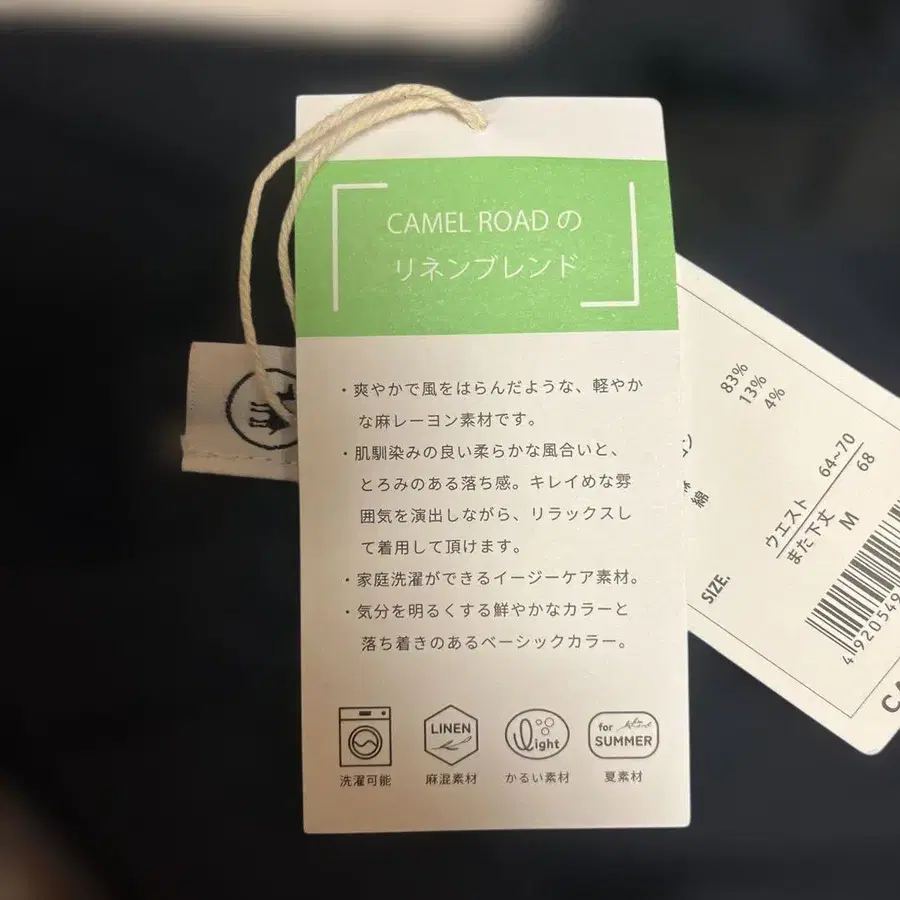 CAMEL ROAD の
リネンブレンド
・爽やかで風をはらんだような、軽やか
な麻レーヨン素材です。
・肌馴染みの良い柔らかな風合いと、
とろみのある落ち感。キレイめな雰
囲気を演出しながら、リラックスし
て着用して頂けます。
・家庭洗濯ができるイージーケア素材。
・気分を明るくする鮮やかなカラーと
落ち着きのあるベーシックカラー。
洗濯可能
LINEN
麻混素材
Light
かるい素材
for
SUMMER
夏素材
83%
13%
4%
綿
SIZE.
ウエスト 64~70
また下丈 68
M
4 920549